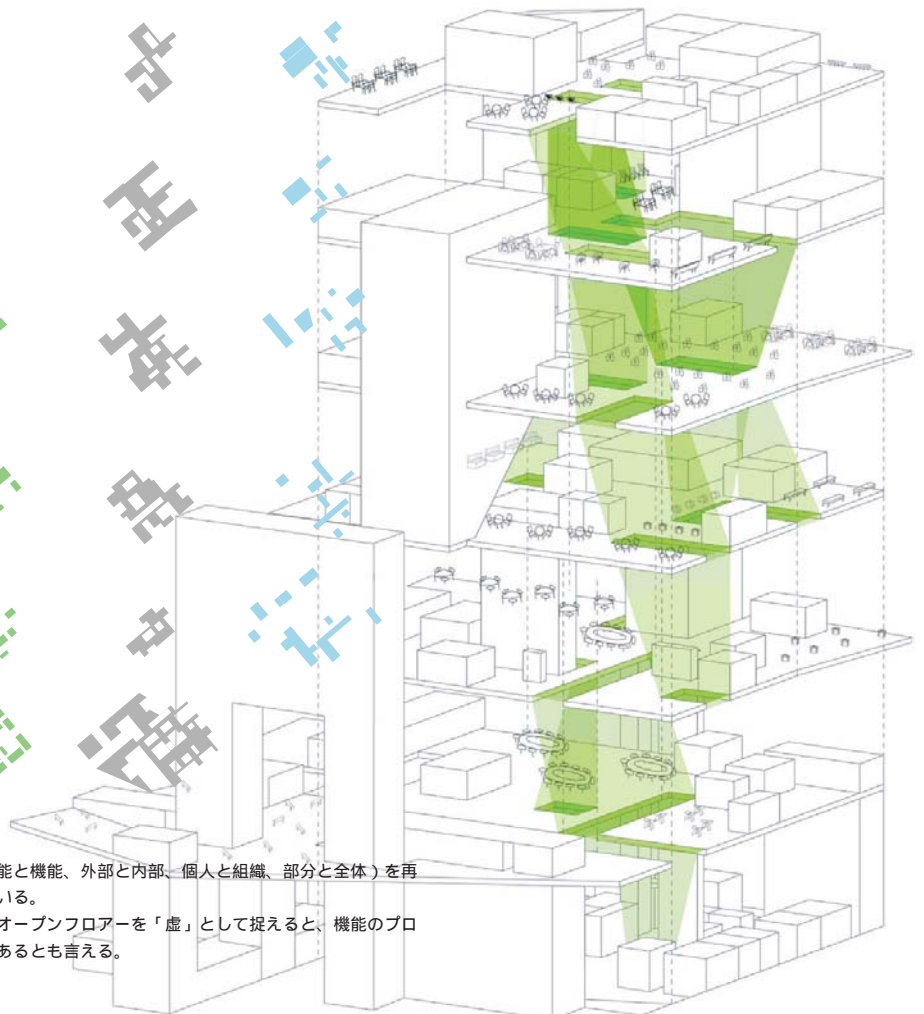 能と機能、外部と内部、個人と組織、部分と全体）を再
いる。
オープンフロアーを「虚」として捉えると、機能のプロ
あるとも言える。